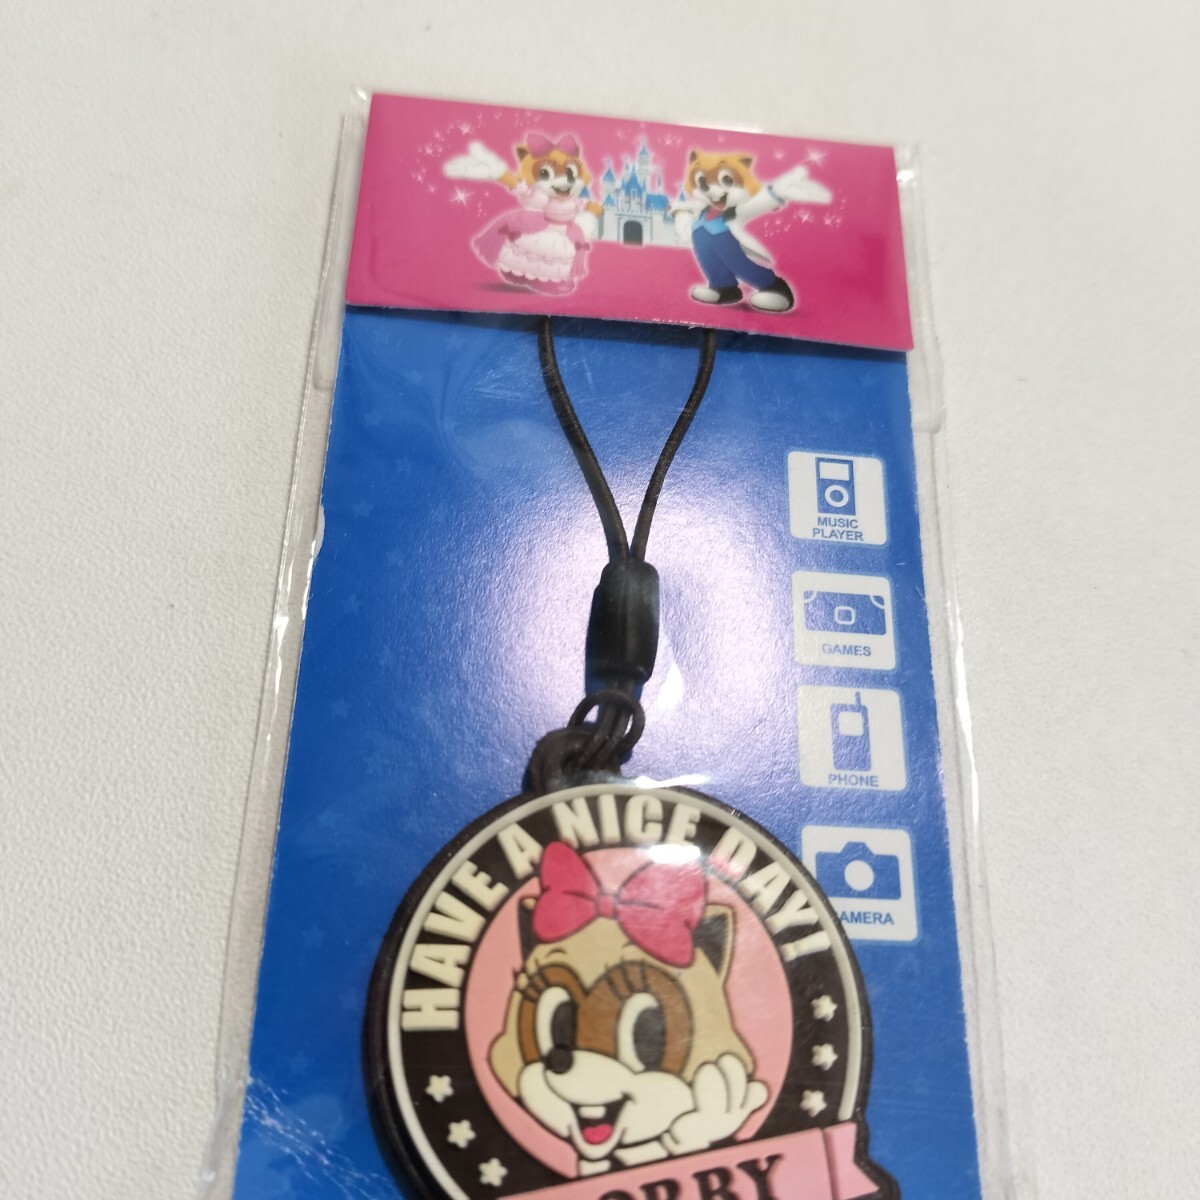 MUSIC
PLAYER
GAMES
PHONE
AMERA
HAVE A NICE DAY!